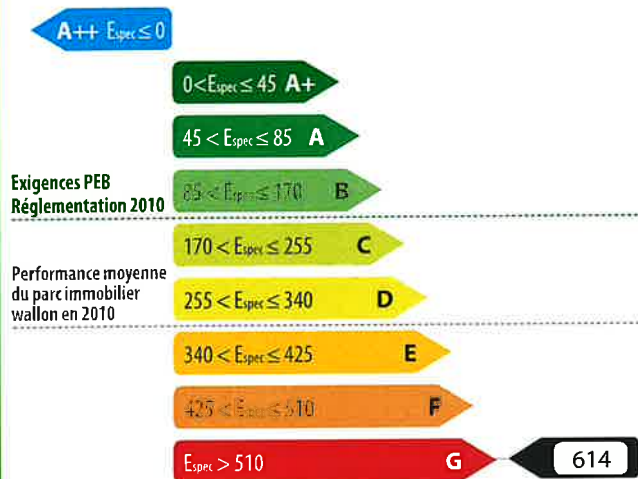 A++ Espec ≤ 0
0<Espec ≤ 45 A+
45 < Espec ≤ 85 A
Exigences PEB
Réglementation 2010
85 < Espec ≤ 170 B
170 < Espec ≤ 255 C
Performance moyenne
du parc immobilier
wallon en 2010
255 < Espec ≤ 340 D
340 < Espec ≤ 425 E
425 < Espec ≤ 510 F
Espec > 510 G
614